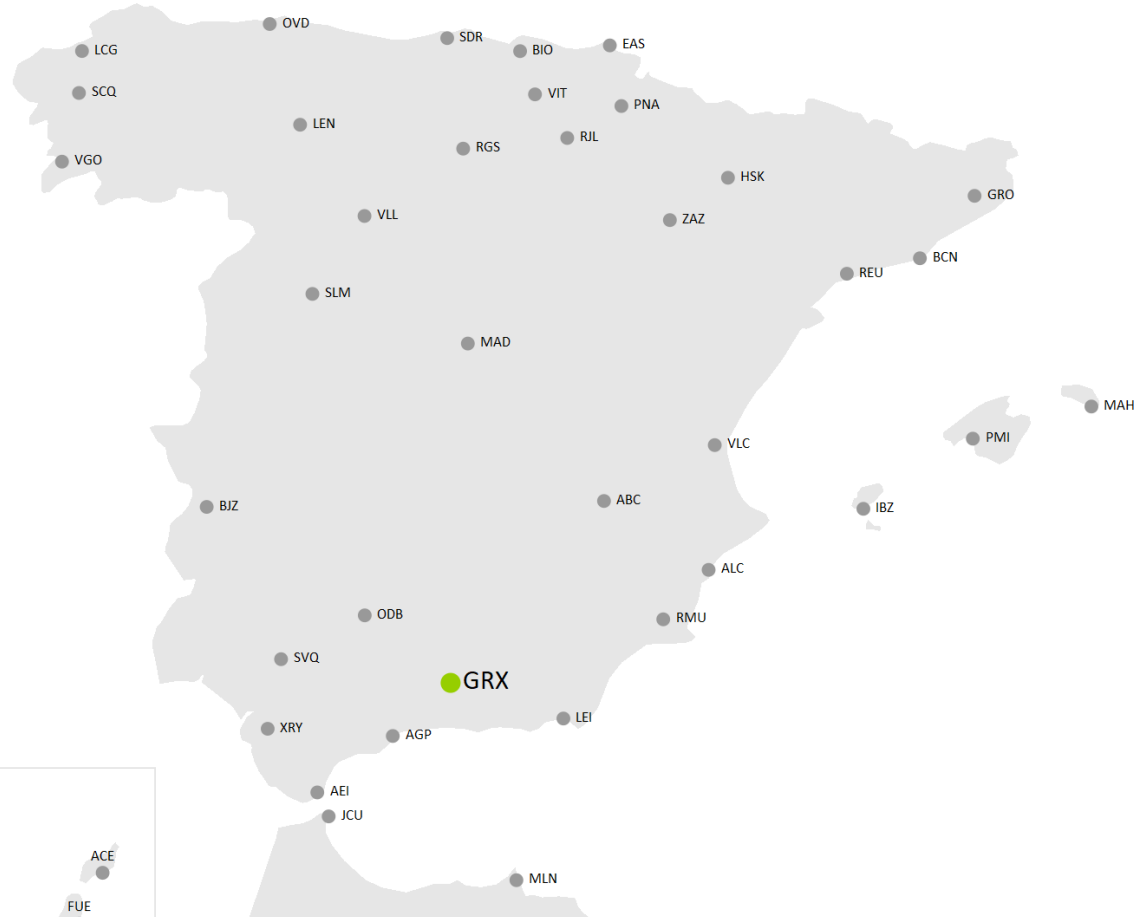 OVD
SDR
EAS
LCG
BIO
SCQ
VIT
PNA
LEN
RJL
RGS
VGO
HSK
GRO
VLL
ZAZ
BCN
REU
SLM
MAD
MAH
PMI
VLC
ABC
BJZ
IBZ
ALC
ODB
RMU
SVQ
GRX
LEI
XRY
AGP
AEI
JCU
ACE
MLN
FUE